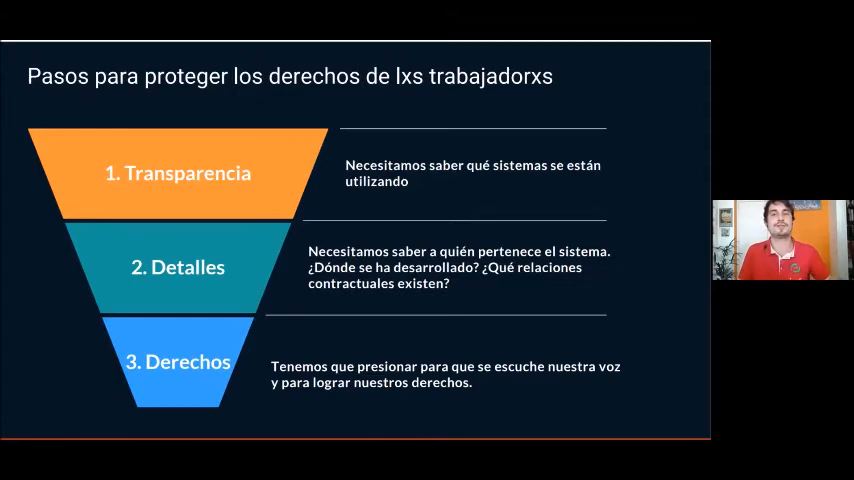 Pasos para proteger los derechos de lxs trabajadorxs
1. Transparencia
Necesitamos saber qué sistemas se están
utilizando
2. Detalles
Necesitamos saber a quién pertenece el sistema.
¿Dónde se ha desarrollado? ¿Qué relaciones
contractuales existen?
3. Derechos
Tenemos que presionar para que se escuche nuestra voz
y para lograr nuestros derechos.